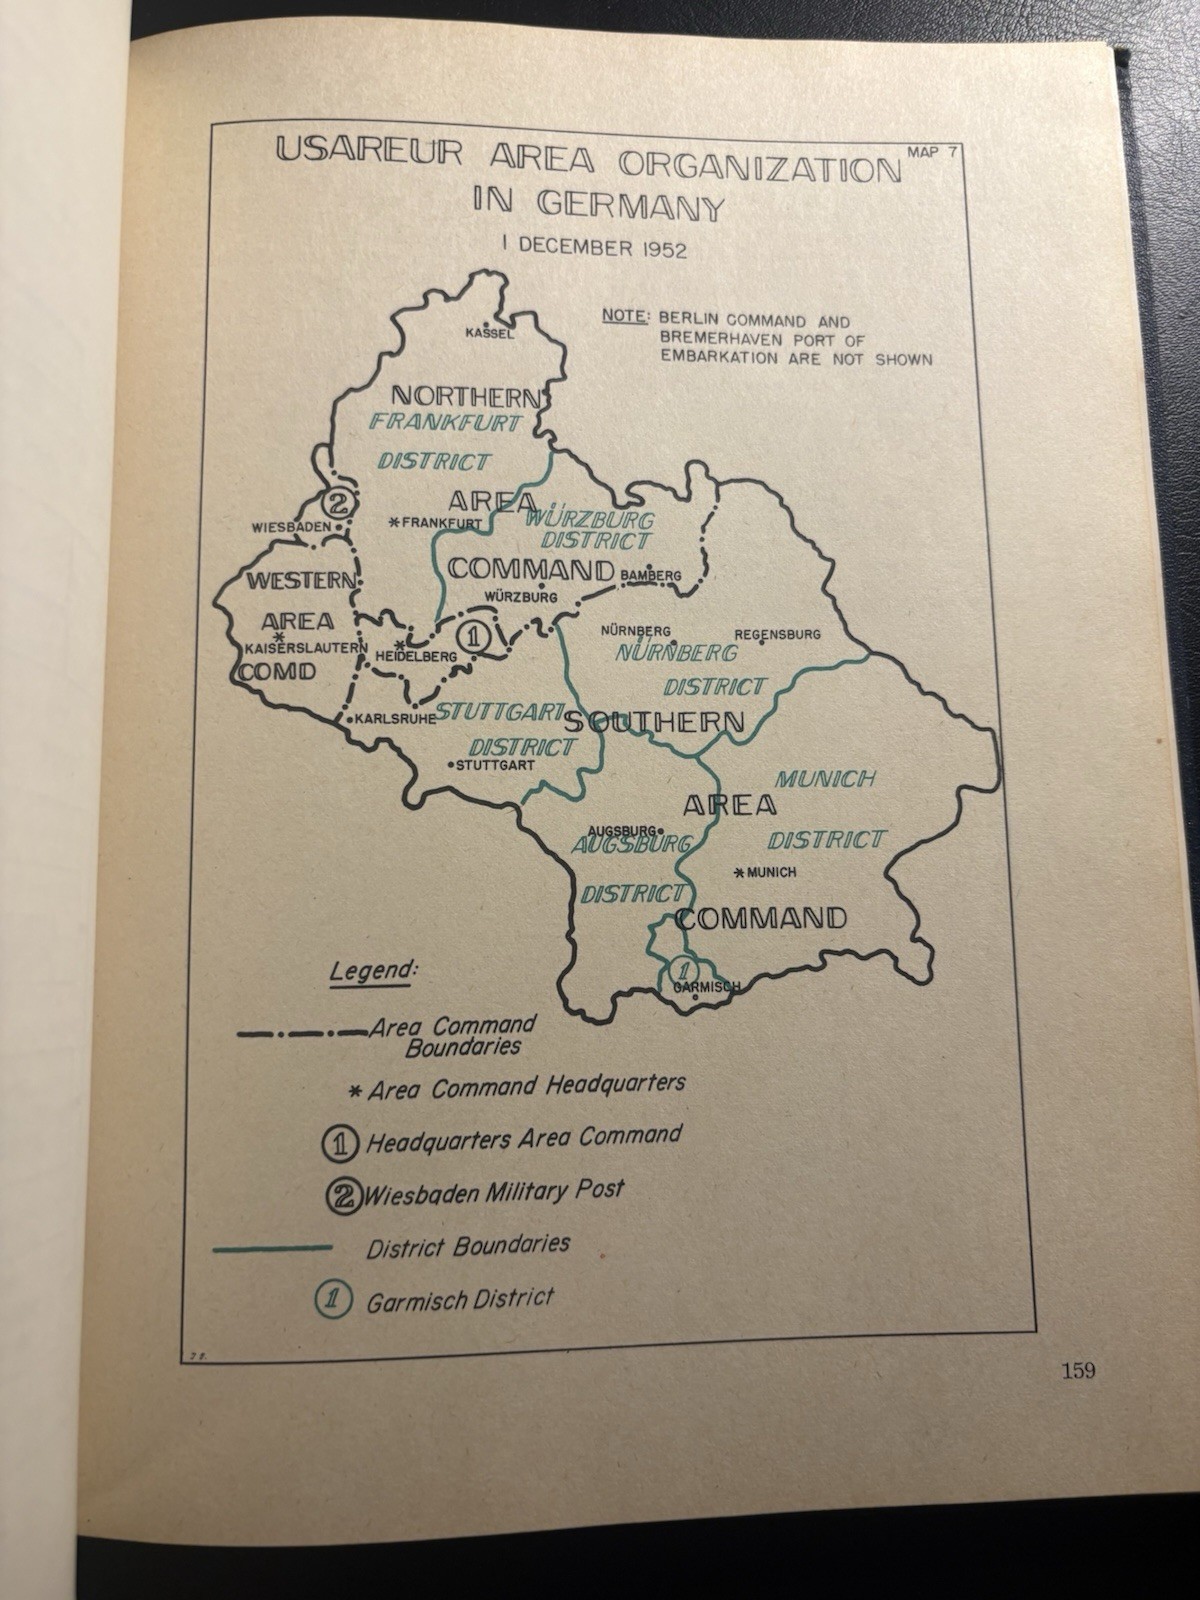 MAP 7
USAREUR AREA ORGANIZATION
IN GERMANY
1 DECEMBER 1952
NOTE: BERLIN COMMAND AND
BREMERHAVEN PORT OF
EMBARKATION ARE NOT SHOWN
KASSEL
NORTHERN
FRANKFURT
DISTRICT
AREA
2
WIESBADEN
*FRANKFURT
WÜRZBURG
DISTRICT
COMMAND
BAMBERG
WÜRZBURG
WESTERN
AREA
*
KAISERSLAUTERN
COMD
*
HEIDELBERG
1
NÜRNBERG
REGENSBURG
NÜRNBERG
DISTRICT
KARLSRUHE
STUTTGART
SOUTHERN
DISTRICT
STUTTGART
MUNICH
AREA
AUGSBURG
AUGSBURG
DISTRICT
*MUNICH
DISTRICT
COMMAND
1
GARMISCH
Legend:
Area Command
Boundaries
* Area Command Headquarters
1 Headquarters Area Command
2 Wiesbaden Military Post
District Boundaries
1 Garmisch District
159